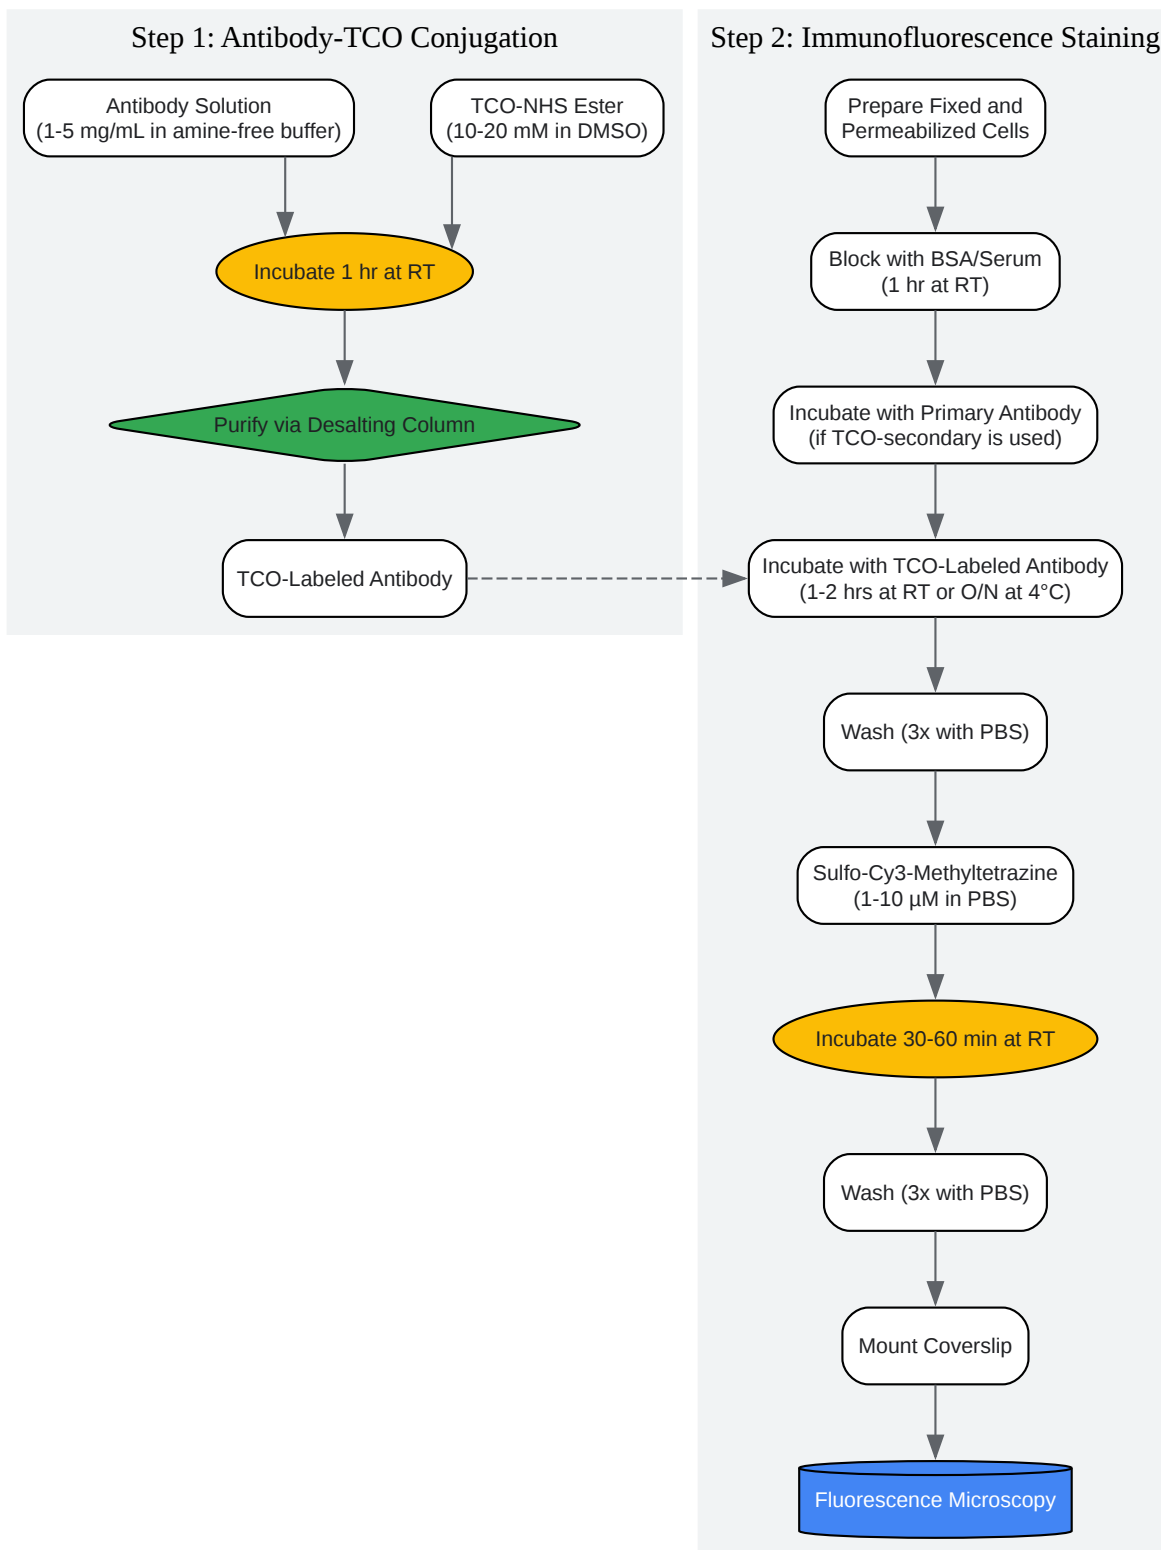 Step 1: Antibody-TCO Conjugation
Antibody Solution
(1-5 mg/mL in amine-free buffer)
TCO-NHS Ester
(10-20 mM in DMSO)
Incubate 1 hr at RT
Purify via Desalting Column
TCO-Labeled Antibody
Step 2: Immunofluorescence Staining
Prepare Fixed and
Permeabilized Cells
Block with BSA/Serum
(1 hr at RT)
Incubate with Primary Antibody
(if TCO-secondary is used)
Incubate with TCO-Labeled Antibody
(1-2 hrs at RT or O/N at 4°C)
Wash (3x with PBS)
Sulfo-Cy3-Methyltetrazine
(1-10 µM in PBS)
Incubate 30-60 min at RT
Wash (3x with PBS)
Mount Coverslip
Fluorescence Microscopy